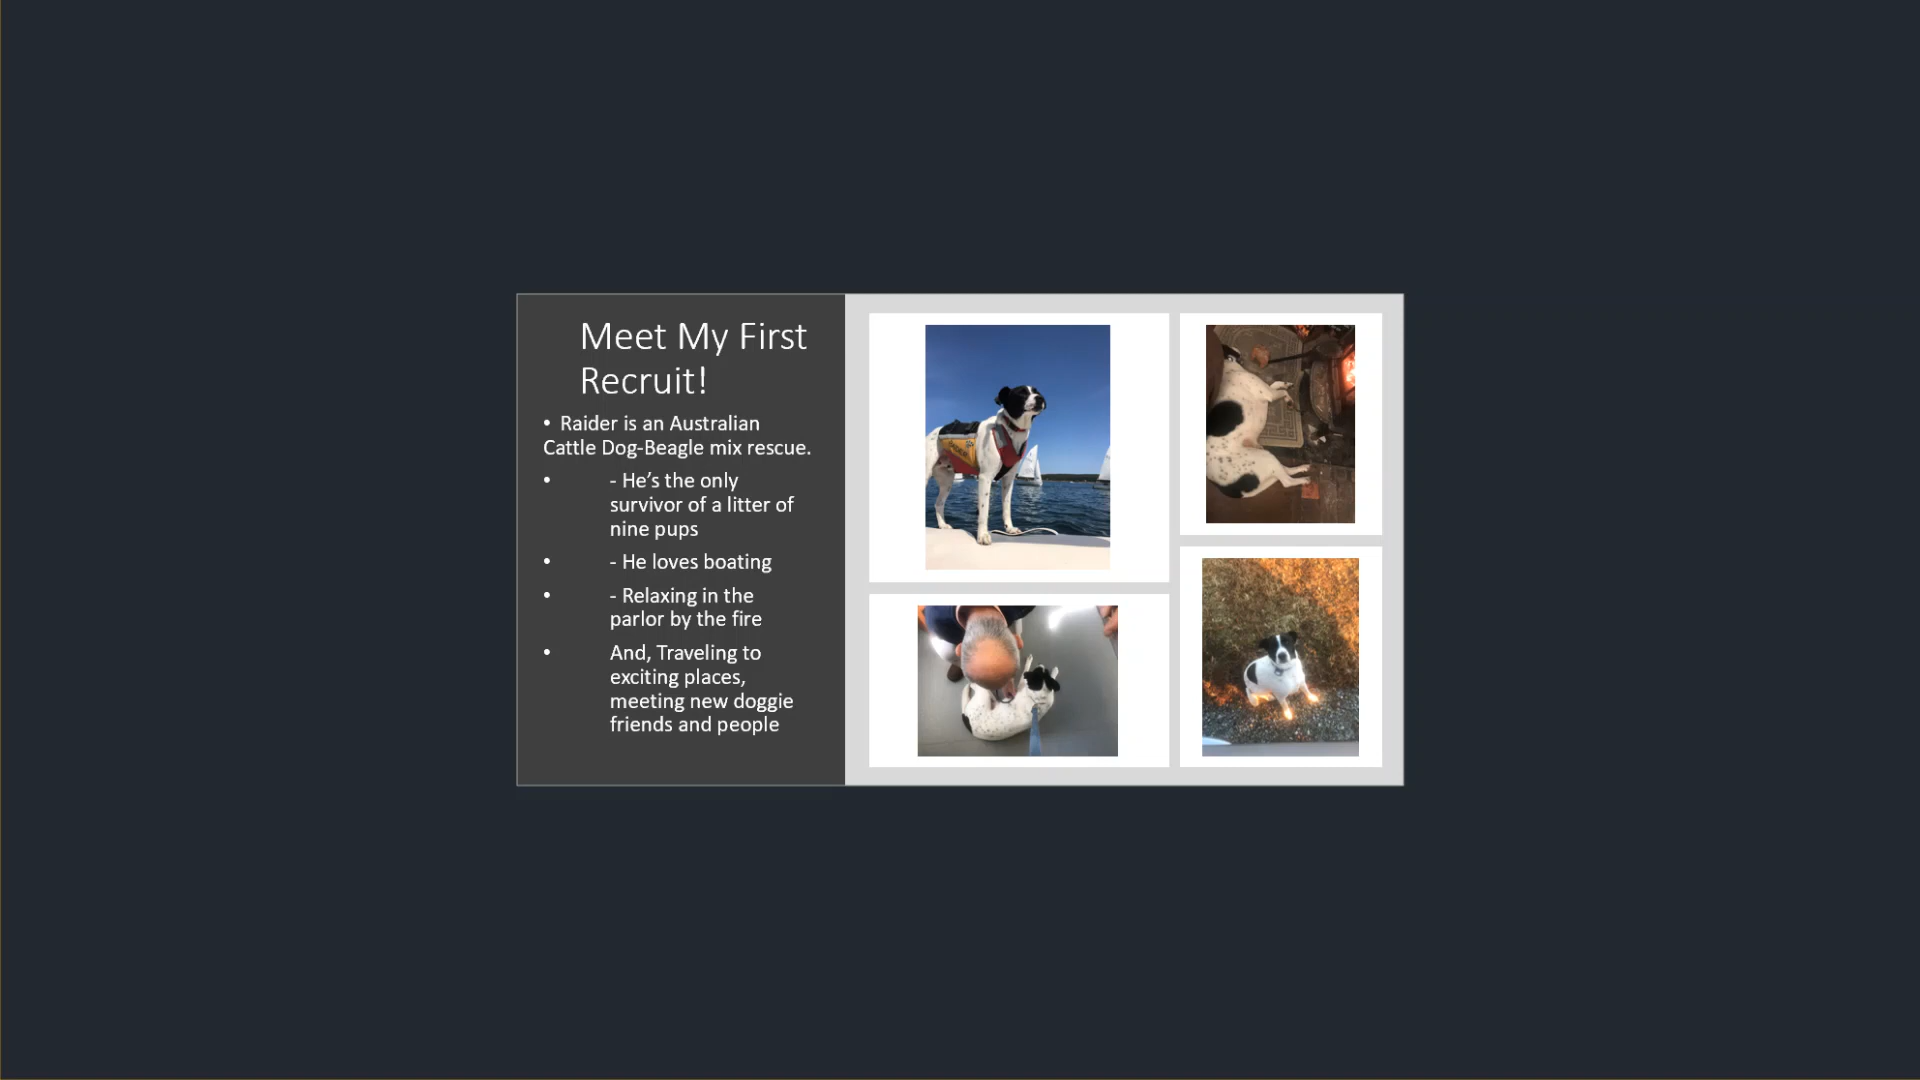 Meet My First
Recruit!
• Raider is an Australian
Cattle Dog-Beagle mix rescue.
• - He’s the only
survivor of a litter of
nine pups
• - He loves boating
• - Relaxing in the
parlor by the fire
• And, Traveling to
exciting places,
meeting new doggie
friends and people